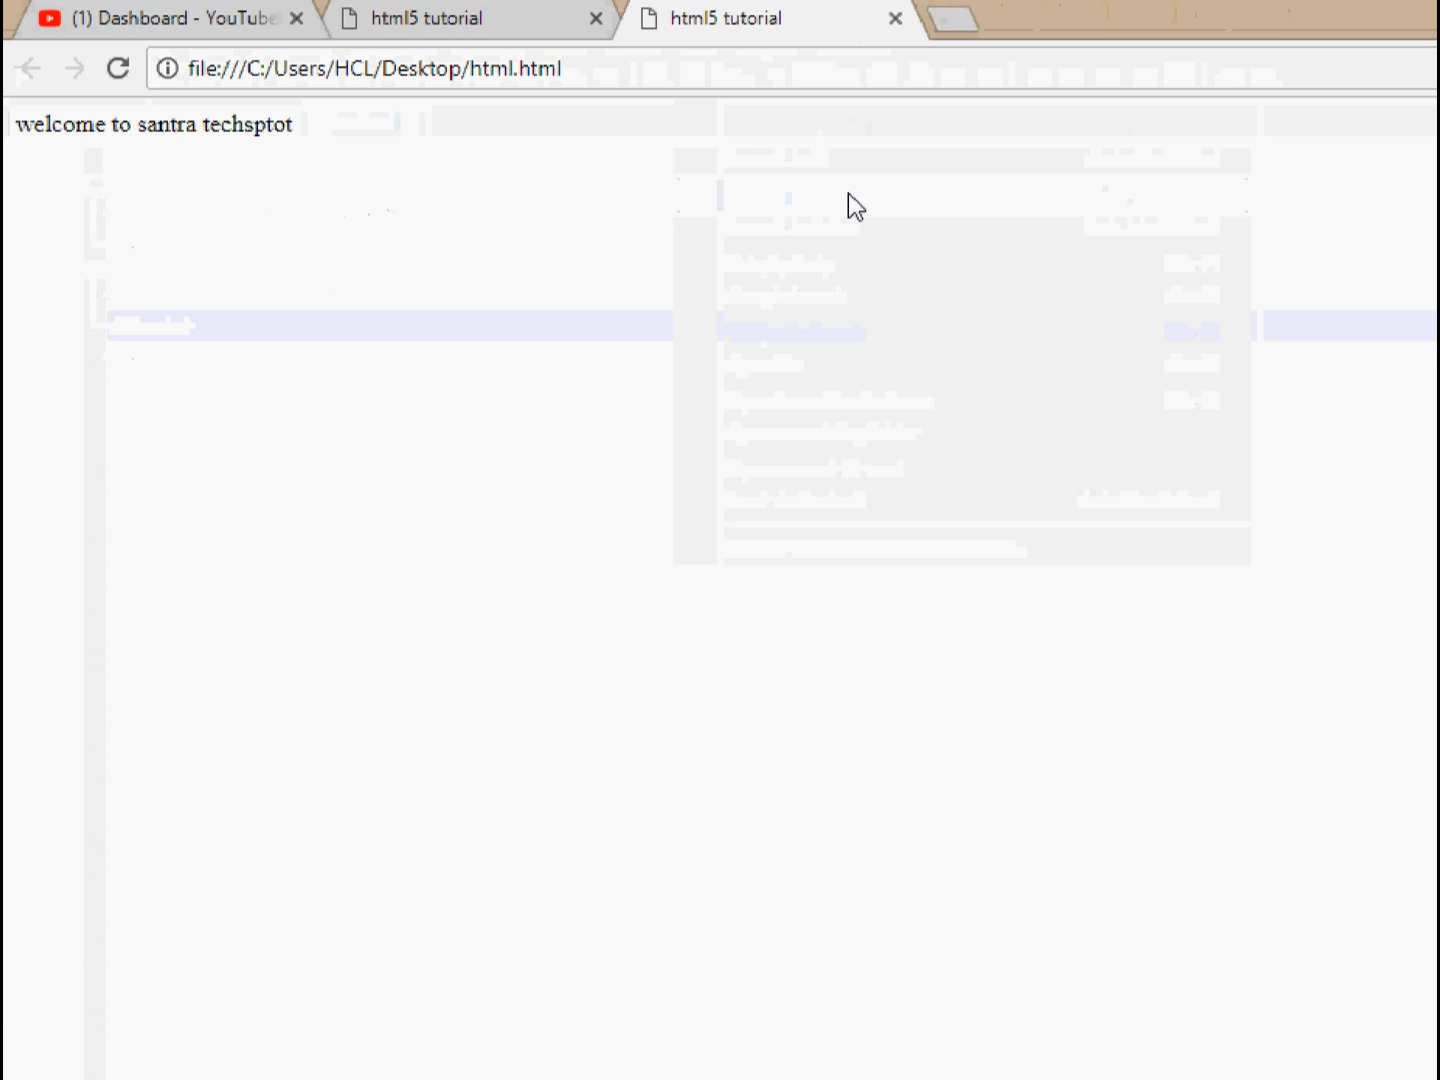 (1) Dashboard - YouTube
html5 tutorial
html5 tutorial
file:///C:/Users/HCL/Desktop/html.html
welcome to santra techsptot